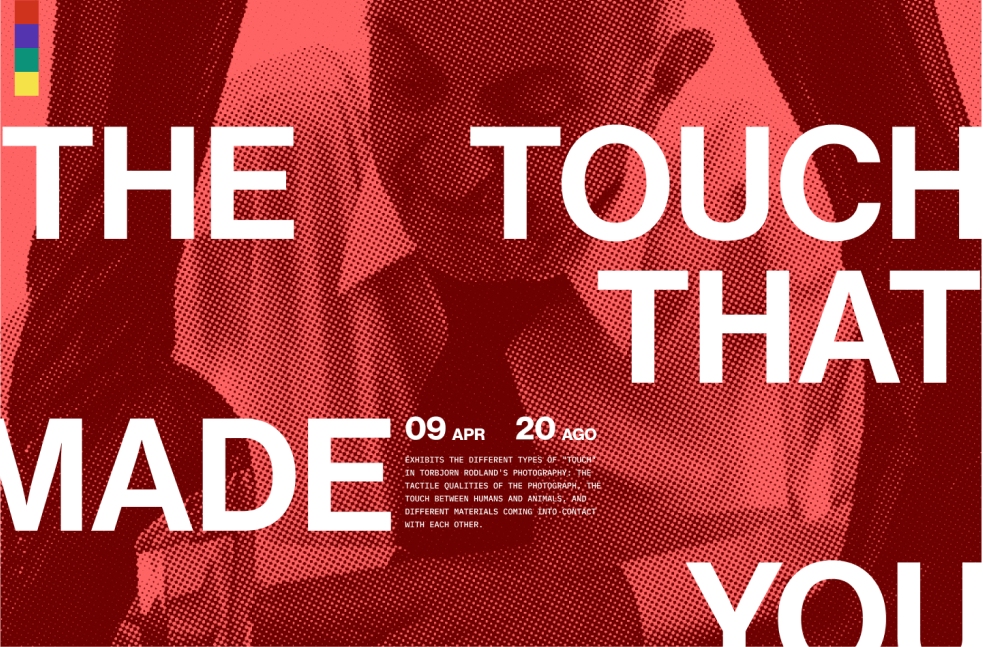 THE TOUCH
THAT
MADE
09 APR 20 AGO
EXHIBITS THE DIFFERENT TYPES OF "TOUCH"
IN TORBJORN RODLAND'S PHOTOGRAPHY: THE
TACTILE QUALITIES OF THE PHOTOGRAPH, THE
TOUCH BETWEEN HUMANS AND ANIMALS, AND
DIFFERENT MATERIALS COMING INTO CONTACT
WITH EACH OTHER.
YOU